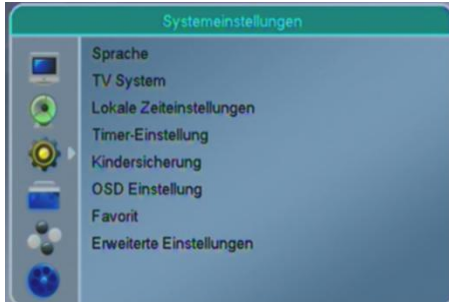 Systemeinstellungen
Sprache
TV System
Lokale Zeiteinstellungen
Timer-Einstellung
Kindersicherung
OSD Einstellung
Favorit
Erweiterte Einstellungen